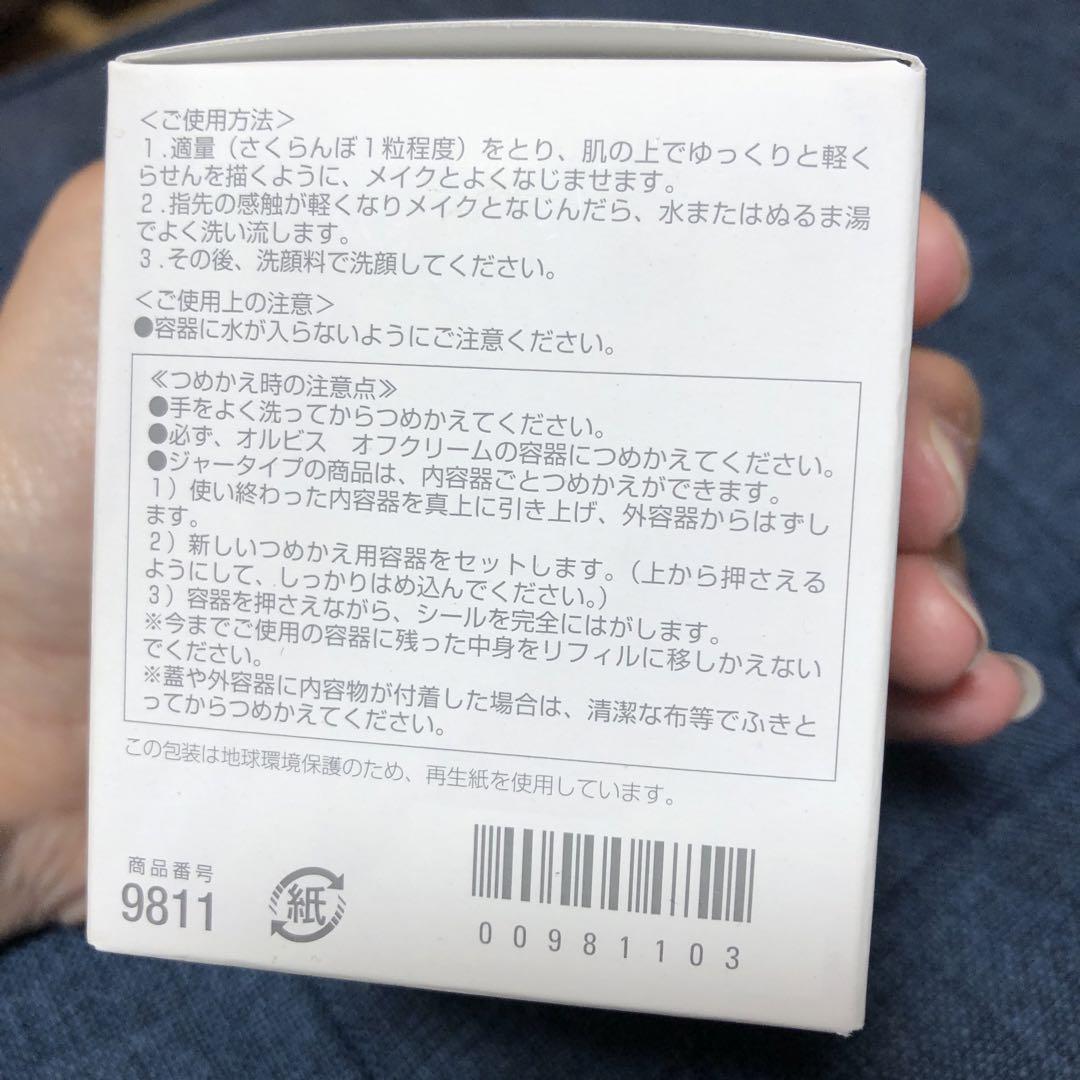 ＜ご使用方法＞
1.適量（さくらんぼ1粒程度）をとり、肌の上でゆっくりと軽く
らせんを描くように、メイクとよくなじませます。
2.指先の感触が軽くなりメイクとなじんだら、水またはぬるま湯
でよく洗い流します。
3.その後、洗顔料で洗顔してください。
＜ご使用上の注意＞
●容器に水が入らないようにご注意ください。
≪つめかえ時の注意点≫
●手をよく洗ってからつめかえてください。
●必ず、オルビス　オフクリームの容器につめかえてください。
●ジャータイプの商品は、内容器ごとつめかえができます。
1）使い終わった内容器を真上に引き上げ、外容器からはずし
ます。
2）新しいつめかえ用容器をセットします。（上から押さえる
ようにして、しっかりはめ込んでください。）
3）容器を押さえながら、シールを完全にはがします。
※今までご使用の容器に残った中身をリフィルに移しかえない
でください。
※蓋や外容器に内容物が付着した場合は、清潔な布等でふきと
ってからつめかえてください。
この包装は地球環境保護のため、再生紙を使用しています。
商品番号
9811
紙
00981103